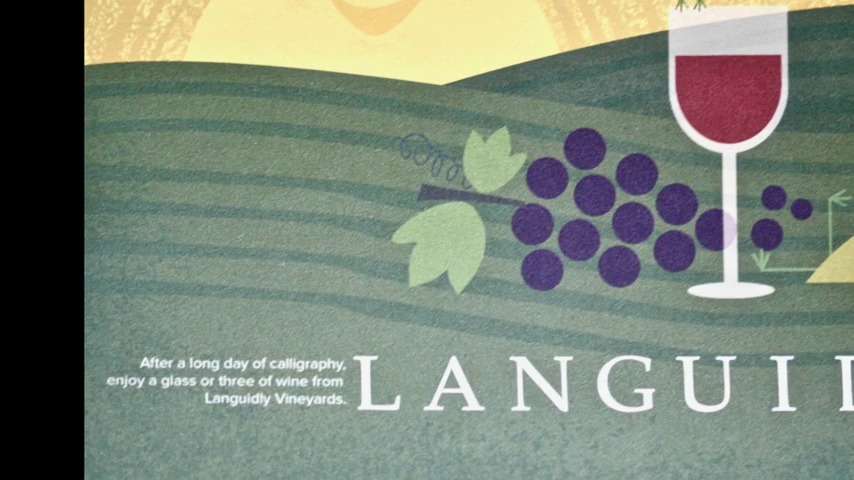 After a long day of calligraphy,
enjoy a glass or three of wine from
Languidly Vineyards.
LANGUI